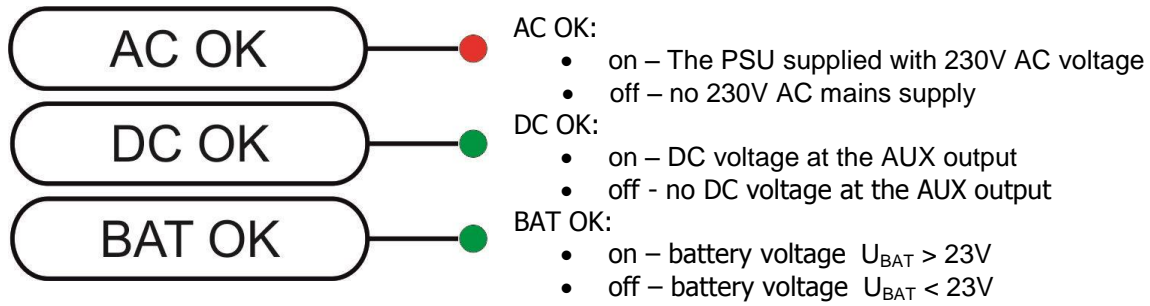 AC OK
AC OK:
• on – The PSU supplied with 230V AC voltage
• off – no 230V AC mains supply
DC OK
DC OK:
• on – DC voltage at the AUX output
• off - no DC voltage at the AUX output
BAT OK
BAT OK:
• on – battery voltage U_BAT > 23V
• off – battery voltage U_BAT < 23V